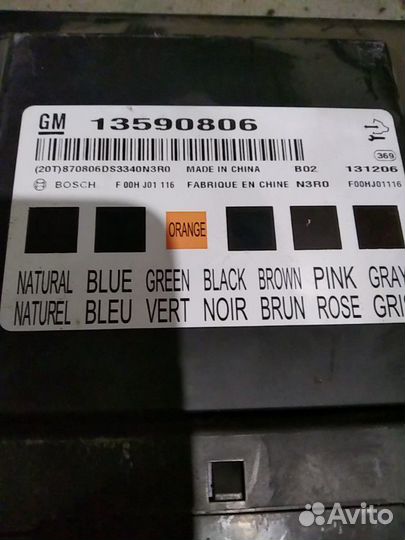 GM 13590806
(20T)870806DS3340N3R0 MADE IN CHINA B02 131206 369
BOSCH F 00H J01 116 FABRIQUE EN CHINE N3R0 F00HJ01116
ORANGE
NATURAL BLUE GREEN BLACK BROWN PINK GRAY
NATUREL BLEU VERT NOIR BRUN ROSE GRIS
Avito